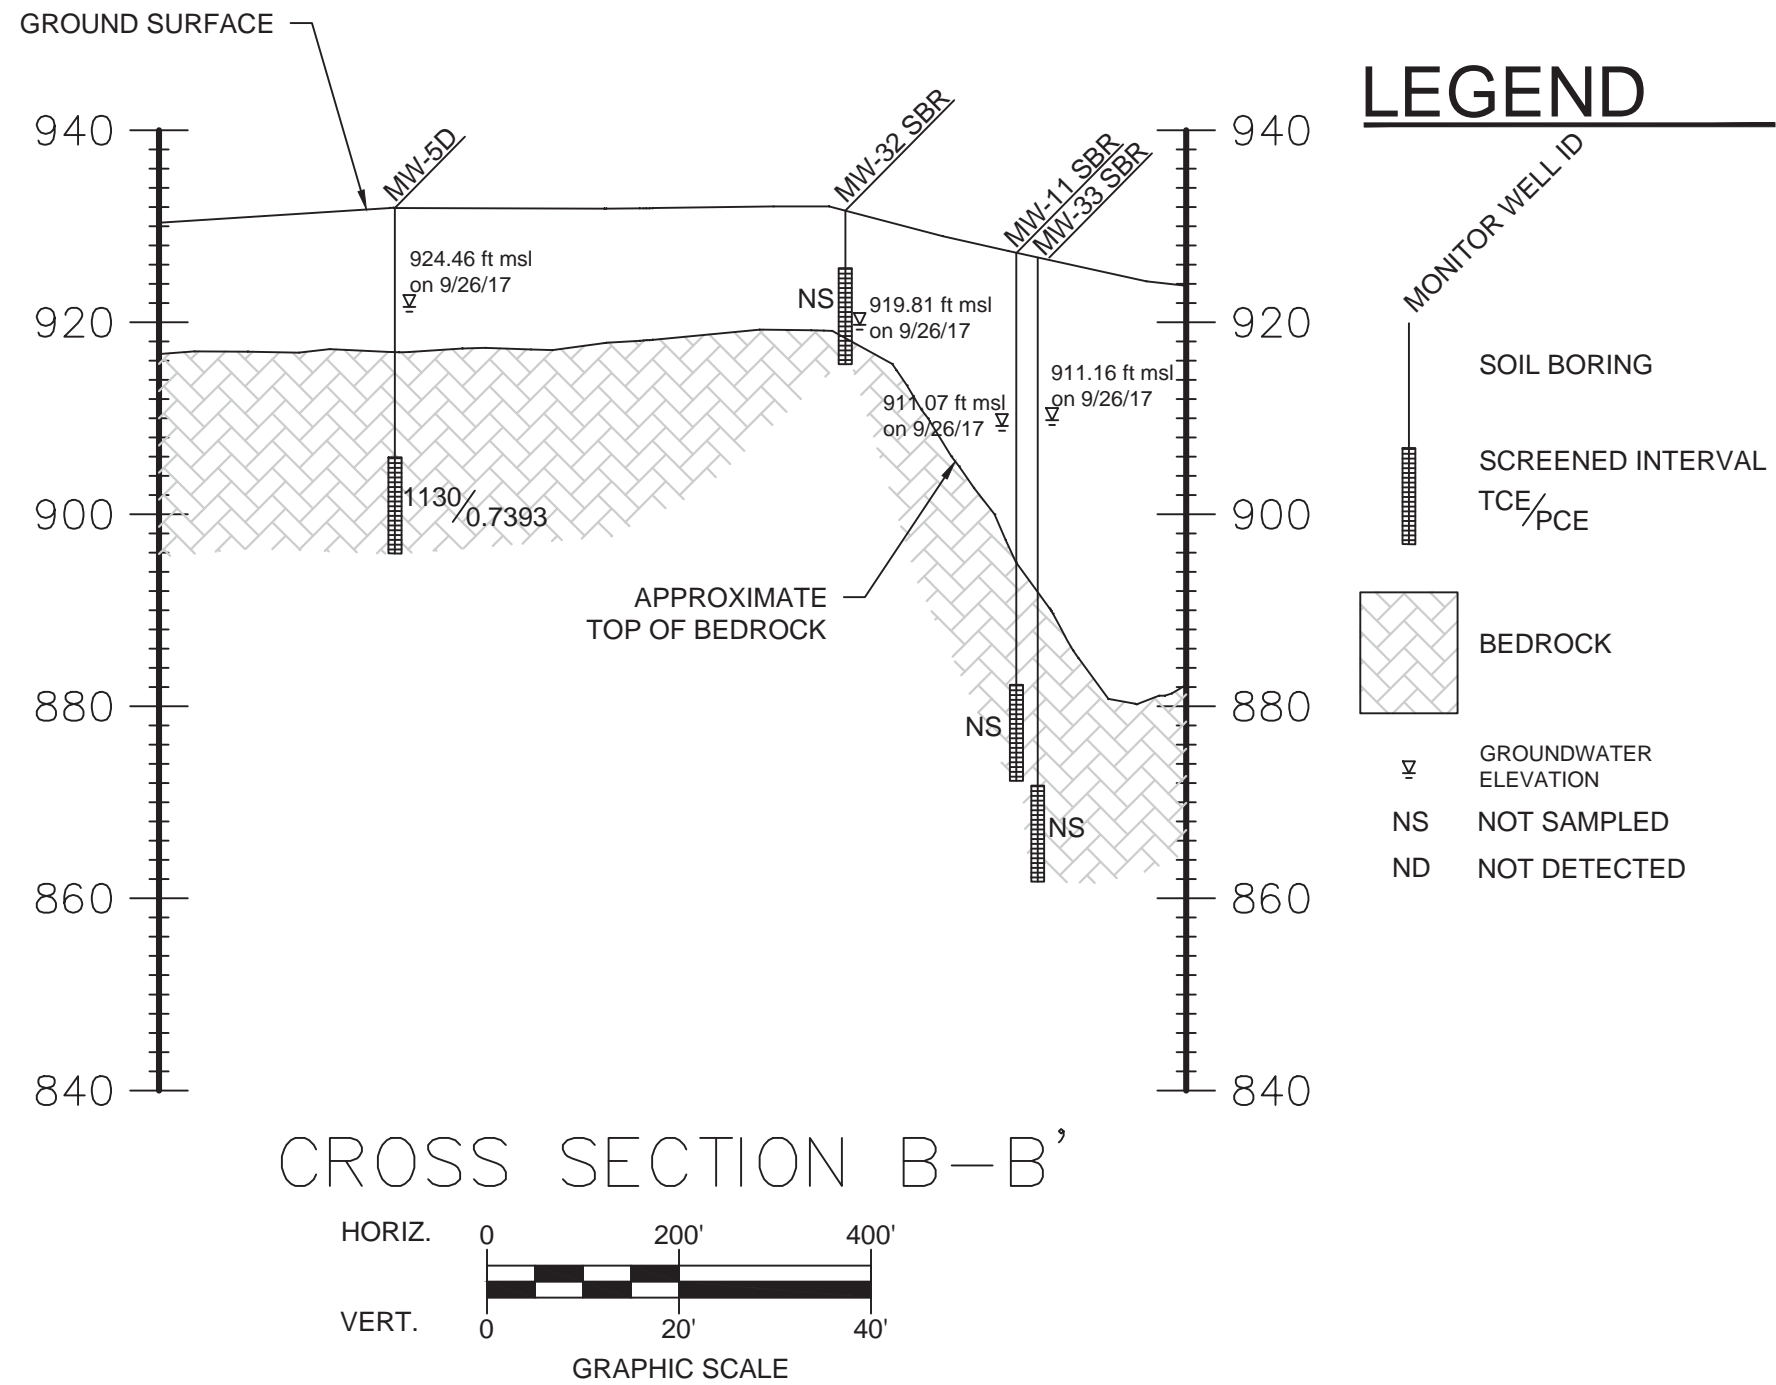 GROUND SURFACE
940
920
900
880
860
840
MW-5D
MW-32 SBR
MW-11 SBR
MW-33 SBR
924.46 ft msl
on 9/26/17
NS
919.81 ft msl
on 9/26/17
911.07 ft msl
on 9/26/17
911.16 ft msl
on 9/26/17
1130/
0.7393
APPROXIMATE
TOP OF BEDROCK
NS
NS
940
920
900
880
860
840
LEGEND
MONITOR WELL ID
SOIL BORING
SCREENED INTERVAL
TCE/
PCE
BEDROCK
GROUNDWATER
ELEVATION
NS NOT SAMPLED
ND NOT DETECTED
CROSS SECTION B-B'
HORIZ. 0 200' 400'
VERT. 0 20' 40'
GRAPHIC SCALE